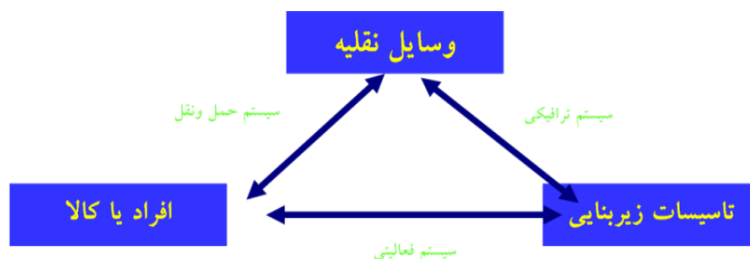 وسایل نقلیه
سیستم ترافیکی
سیستم حمل ونقل
تاسیسات زیربنایی
افراد یا کالا
سیستم فعالیتی